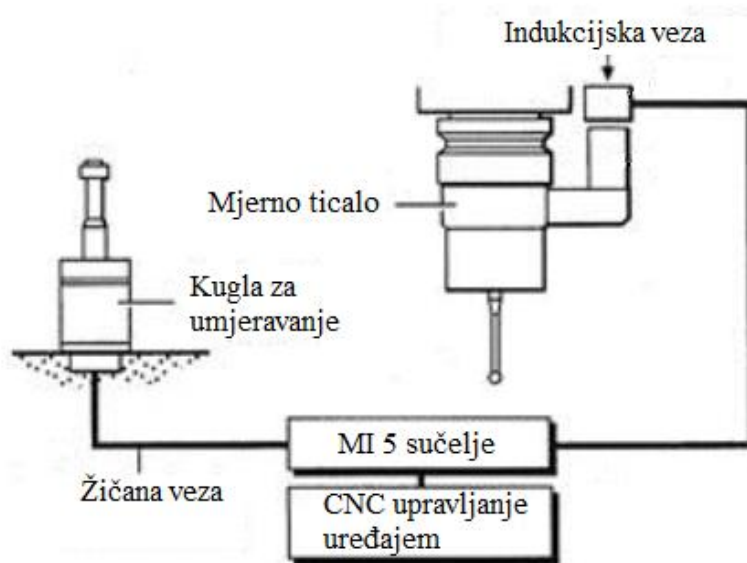 Indukcijska veza
Mjerno ticalo
Kugla za
umjeravanje
MI 5 sučelje
Žičana veza
CNC upravljanje
uređajem